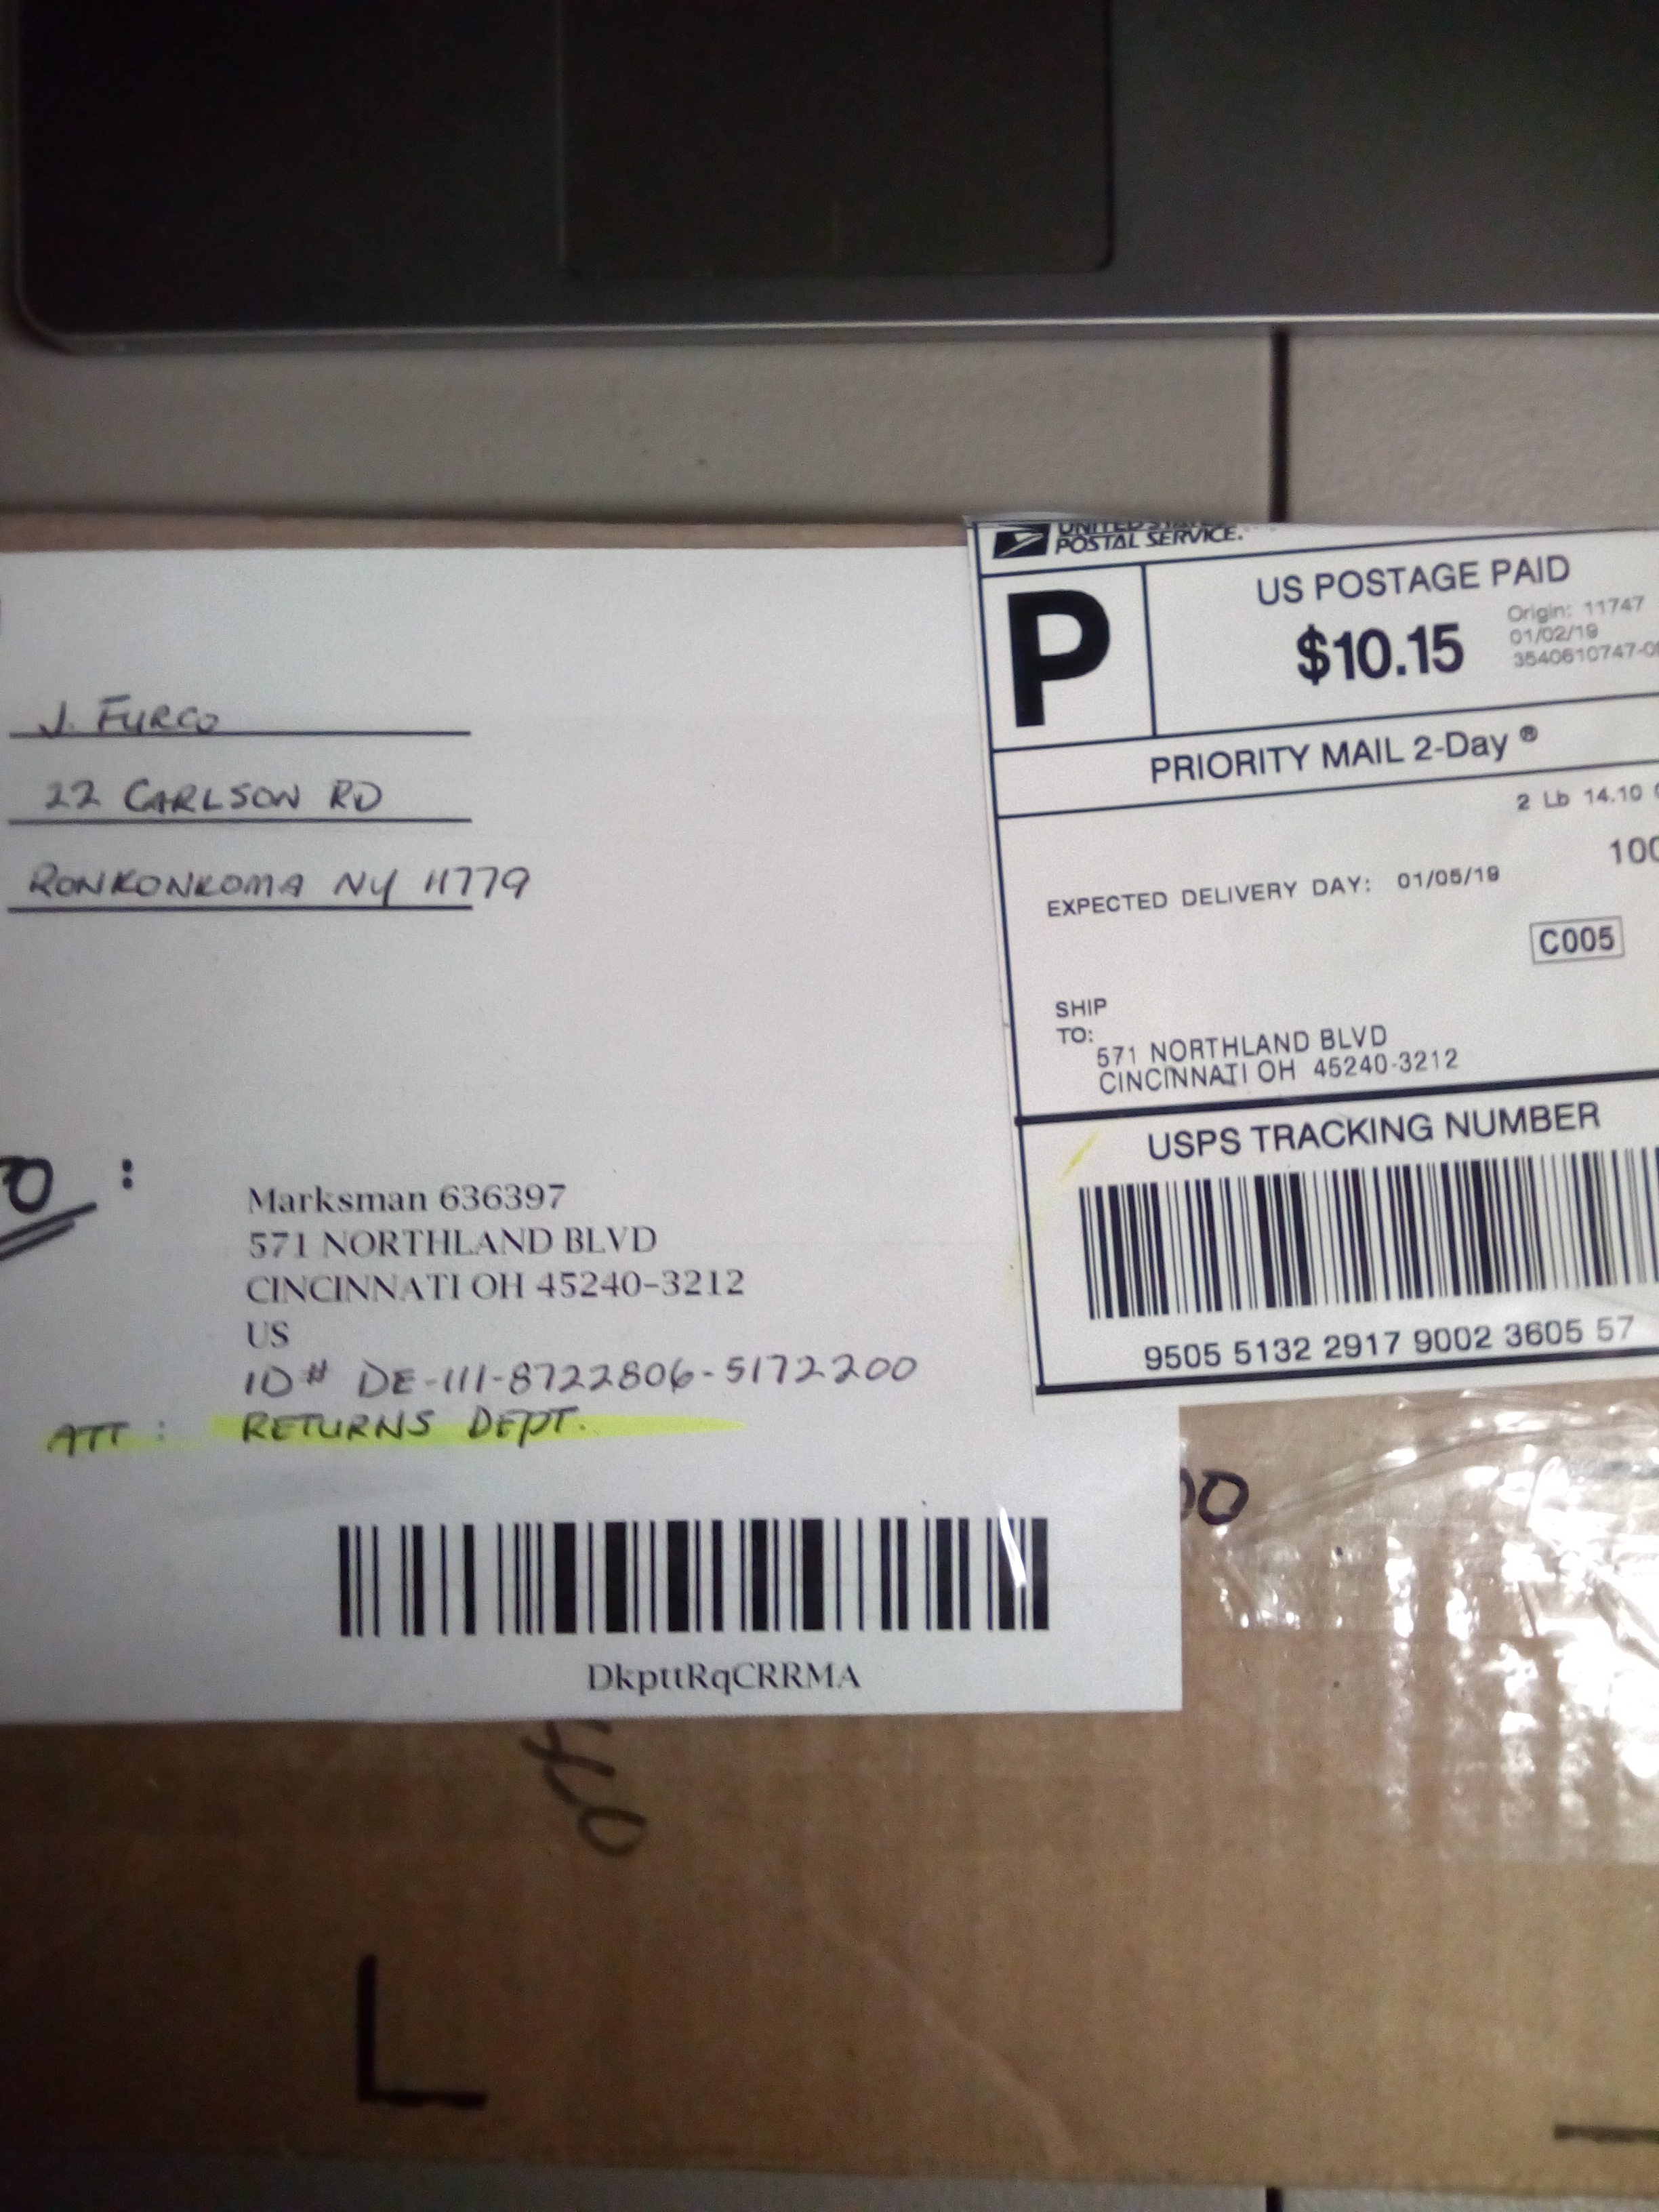 J. FURCO
22 CARLSON RD
RONKONKOMA NY 11779
O :
Marksman 636397
571 NORTHLAND BLVD
CINCINNATI OH 45240-3212
US
ID# DE-111-8722806-5172200
ATT : RETURNS DEPT.
DkpttRqCRRMA
UNITED STATES
POSTAL SERVICE.
P
US POSTAGE PAID
$10.15
Origin: 11747
01/02/19
3540610747-0
PRIORITY MAIL 2-Day ®
2 Lb 14.10
EXPECTED DELIVERY DAY: 01/05/19
C005
SHIP
TO:
571 NORTHLAND BLVD
CINCINNATI OH 45240-3212
USPS TRACKING NUMBER
9505 5132 2917 9002 3605 57